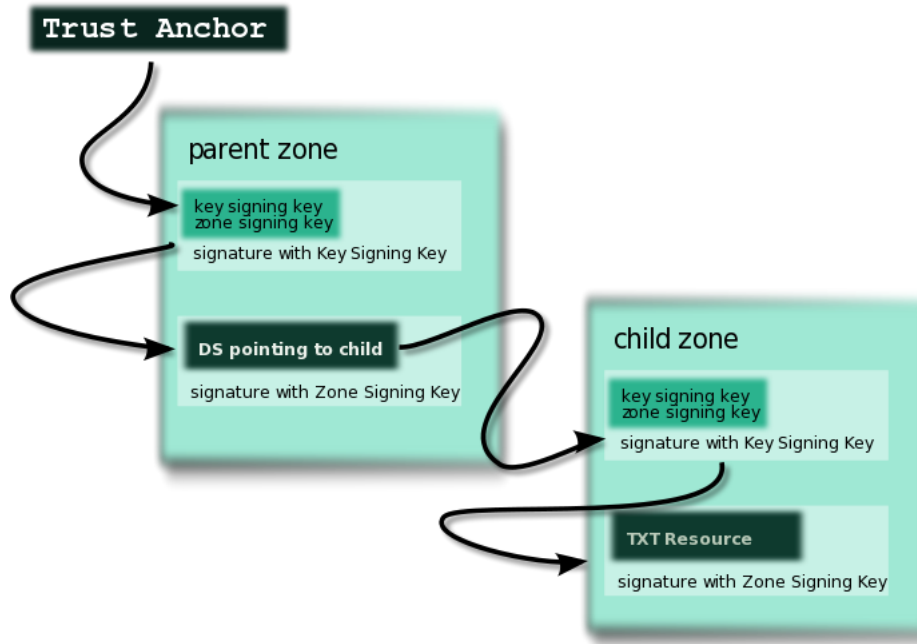 Trust Anchor
parent zone
key signing key
zone signing key
signature with Key Signing Key
DS pointing to child
signature with Zone Signing Key
child zone
key signing key
zone signing key
signature with Key Signing Key
TXT Resource
signature with Zone Signing Key